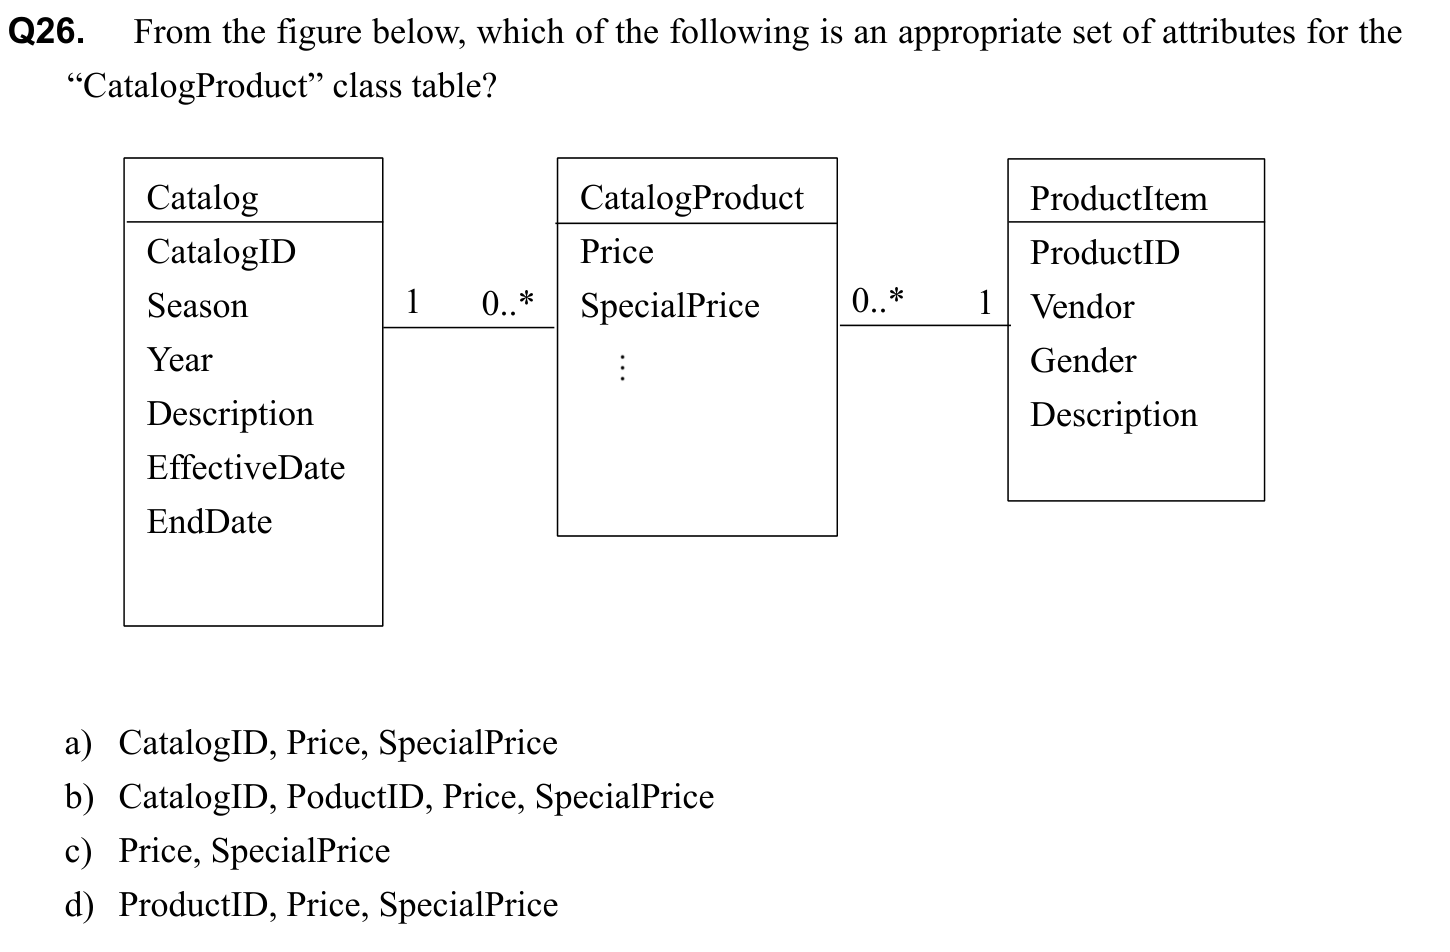 Q26. From the figure below, which of the following is an appropriate set of attributes for the
“CatalogProduct” class table?
Catalog
CatalogID
Season
Year
Description
EffectiveDate
EndDate
1 0..*
CatalogProduct
Price
SpecialPrice
⋮
0..* 1
ProductItem
ProductID
Vendor
Gender
Description
a) CatalogID, Price, SpecialPrice
b) CatalogID, PoductID, Price, SpecialPrice
c) Price, SpecialPrice
d) ProductID, Price, SpecialPrice